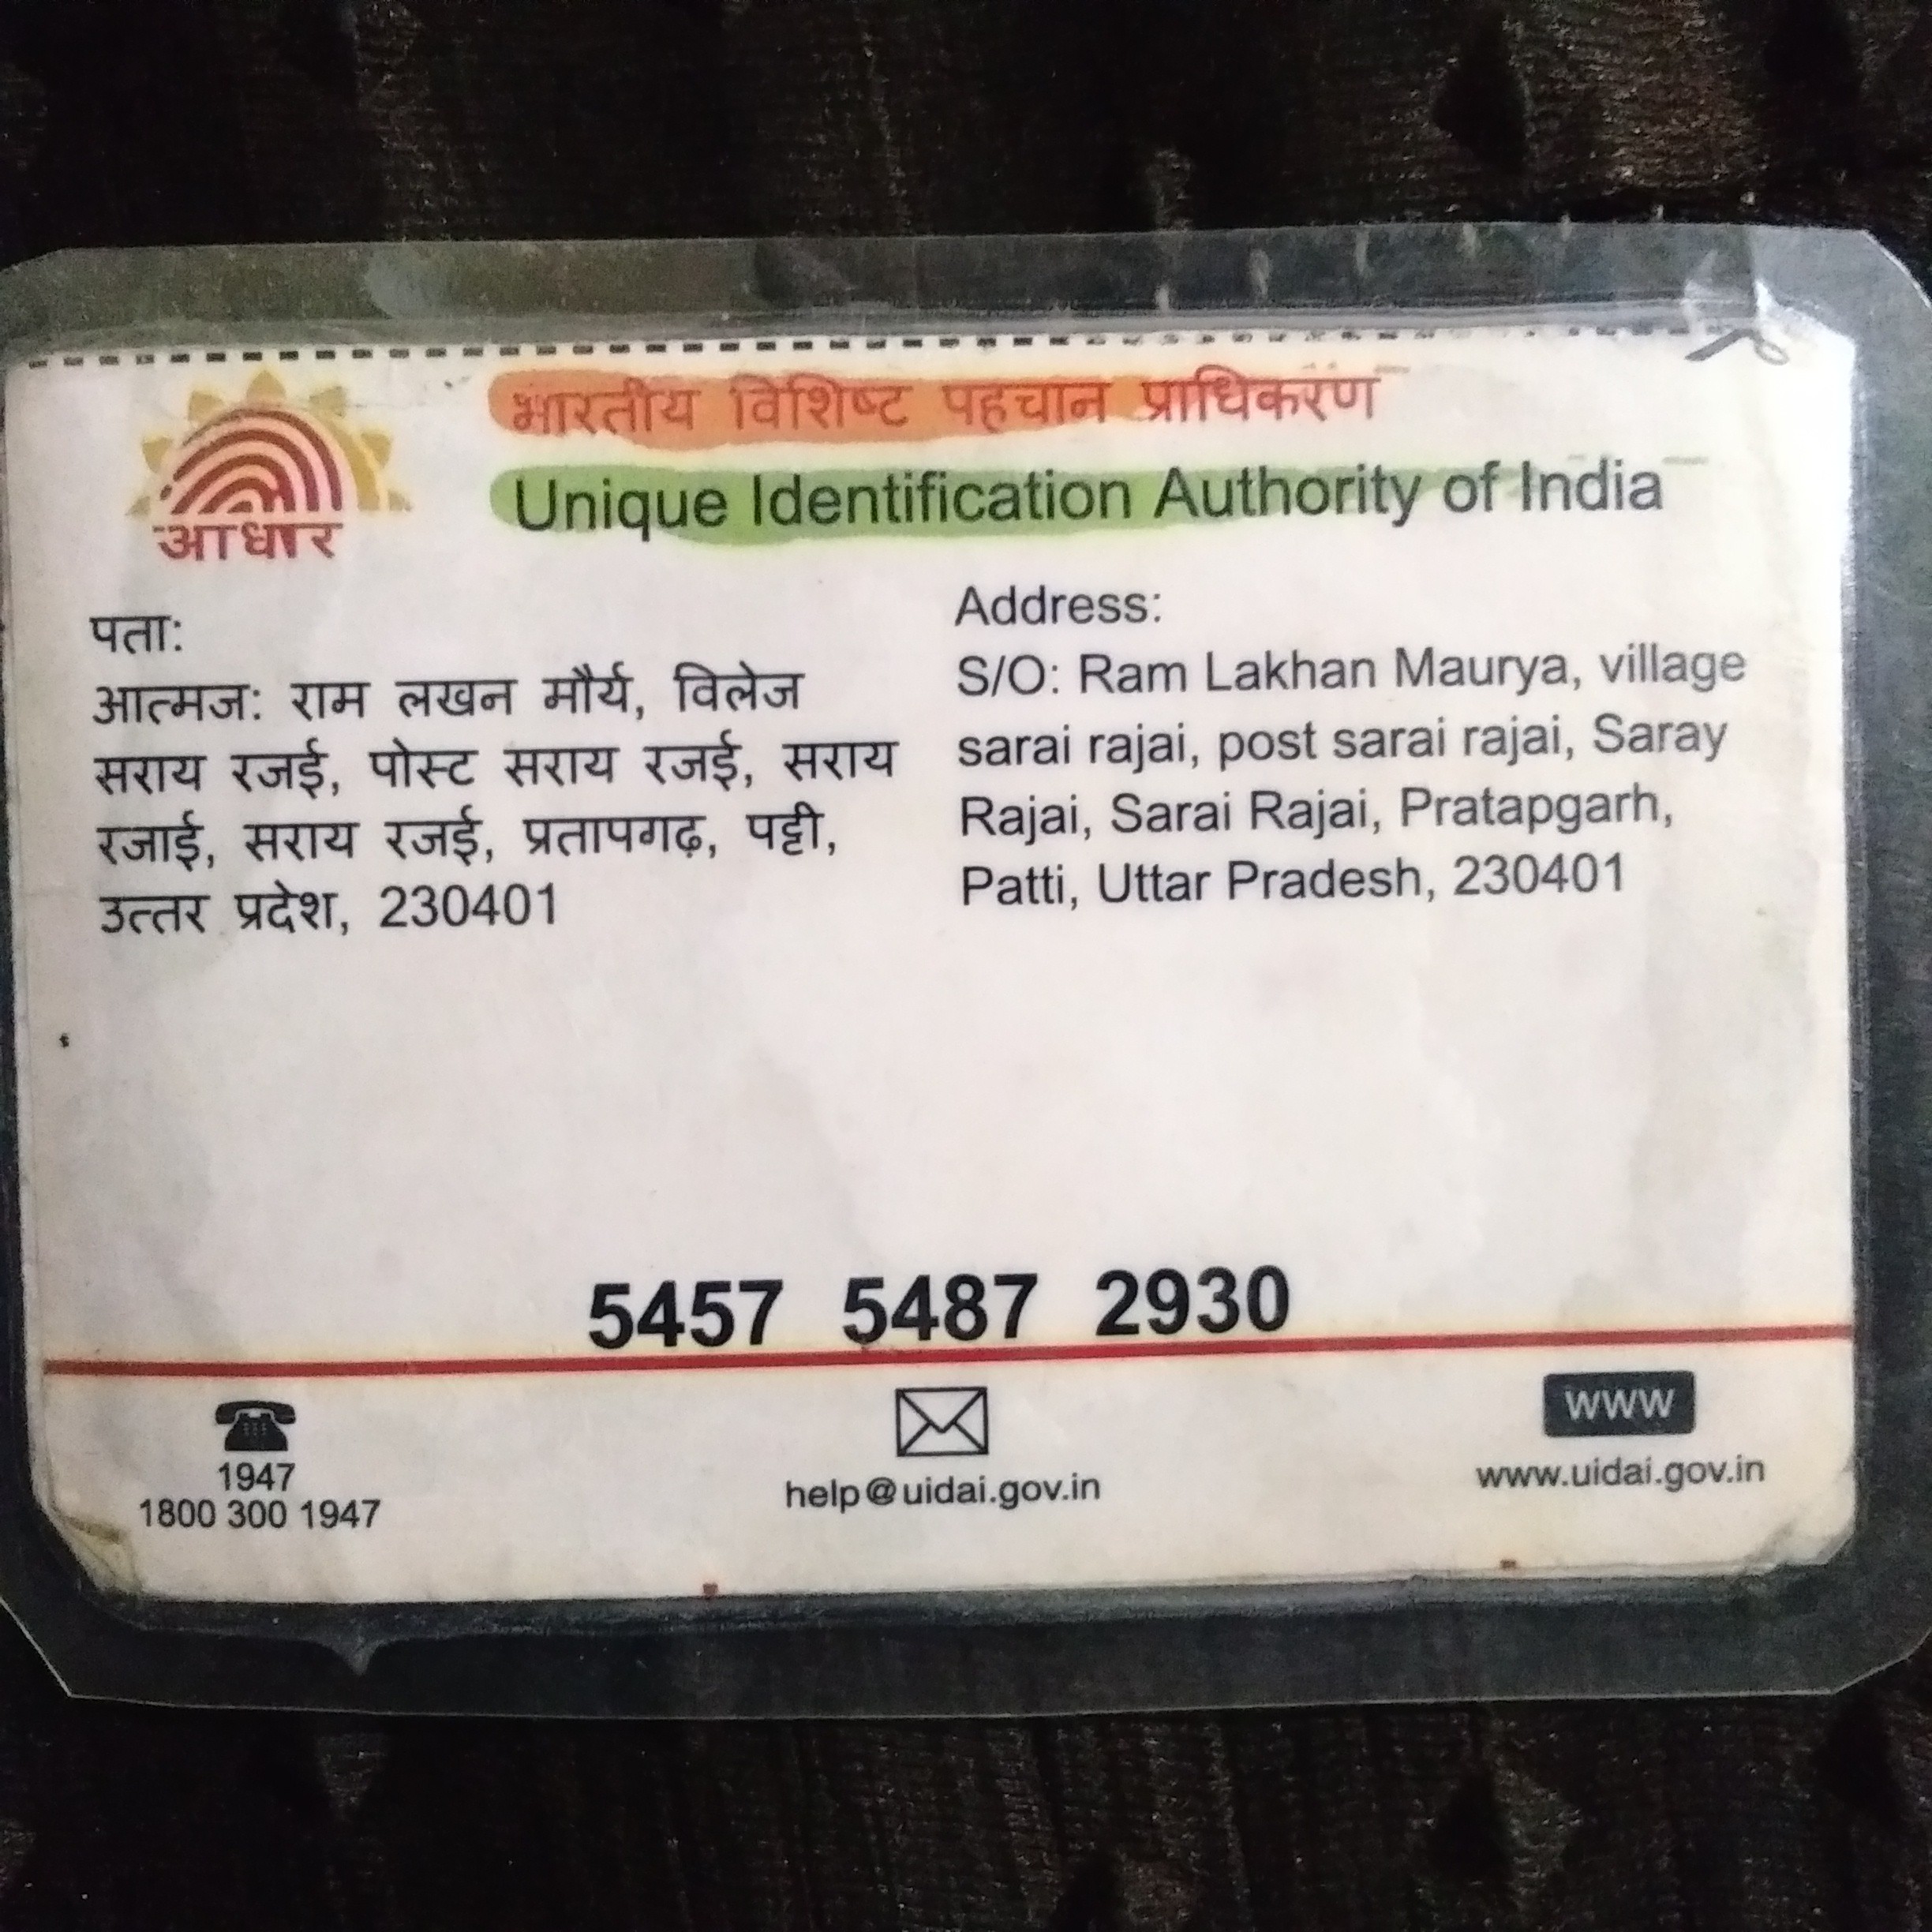 भारतीय विशिष्ट पहचान प्राधिकरण
Unique Identification Authority of India
आधार
पता:
आत्मज: राम लखन मौर्य, विलेज
सराय रजई, पोस्ट सराय रजई, सराय
रजाई, सराय रजई, प्रतापगढ़, पट्टी,
उत्तर प्रदेश, 230401
Address:
S/O: Ram Lakhan Maurya, village
sarai rajai, post sarai rajai, Saray
Rajai, Sarai Rajai, Pratapgarh,
Patti, Uttar Pradesh, 230401
5457 5487 2930
1947
1800 300 1947
help@uidai.gov.in
www
www.uidai.gov.in